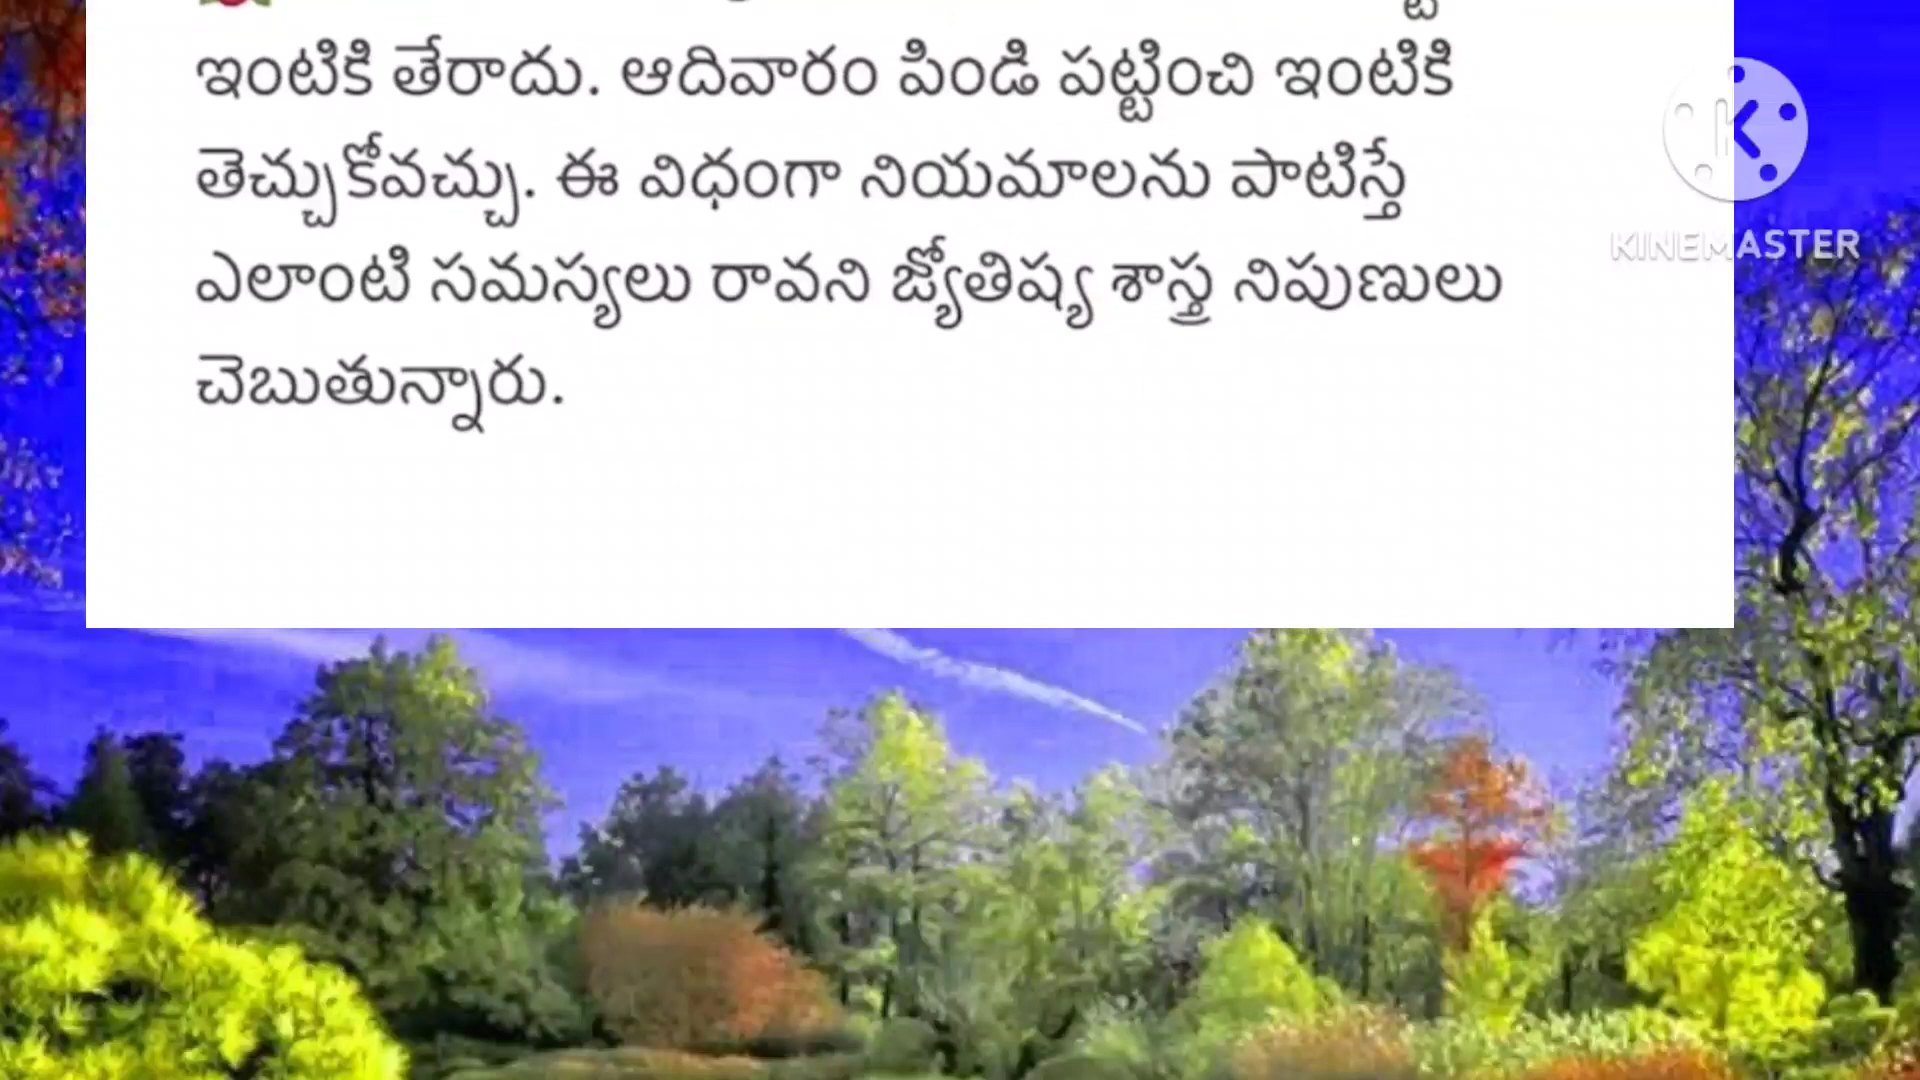 ఇంటికి తేరాదు. ఆదివారం పిండి పట్టించి ఇంటికి
తెచ్చుకోవచ్చు. ఈ విధంగా నియమాలను పాటిస్తే
ఎలాంటి సమస్యలు రావని జ్యోతిష్య శాస్త్ర నిపుణులు
చెబుతున్నారు.
KINEMASTER